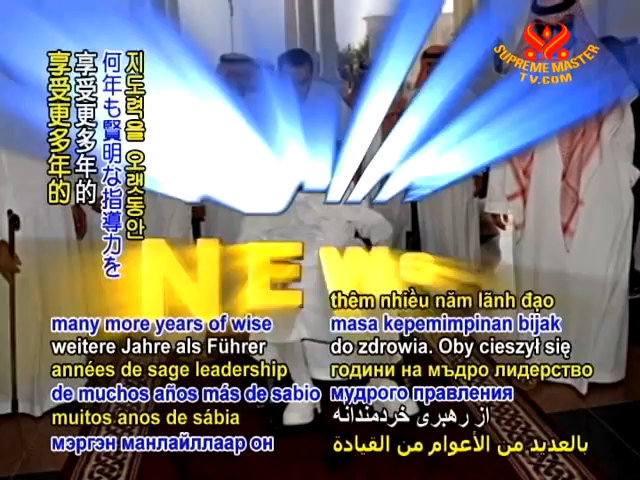 SUPREME MASTER
TV.COM
지도력을 오랫동안
何年も賢明な指導力を
享受更多年的
享受更多年的
NEWS
many more years of wise
weitere Jahre als Führer
années de sage leadership
de muchos años más de sabio
muitos anos de sábia
мэргэн манлайллаар он
thêm nhiều năm lãnh đạo
masa kepemimpinan bijak
do zdrowia. Oby cieszył się
години на мъдро лидерство
мудрого правления
از رهبری خردمندانه
بالعديد من الأعوام من القيادة